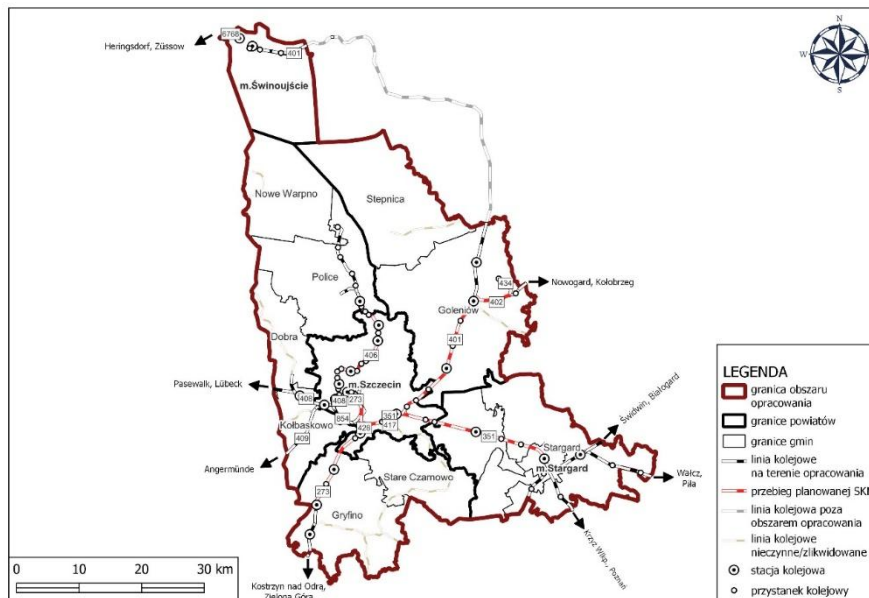 N
W
E
S
Heringsdorf, Züssow
6768
401
m.Świnoujście
Nowe Warpno
Stepnica
Police
434
Nowogard, Kołobrzeg
402
Goleniów
Dobra
401
406
Pasewalk, Lübeck
m.Szczecin
408
408
273
Kołbaskowo
854
351
417
428
409
Angermünde
351
Stargard
m.Stargard
Świdwin, Białogard
Wałcz,
Piła
Stare Czarnowo
273
Gryfino
Krzyż Wlkp., Poznań
Kostrzyn nad Odrą,
Zielona Góra
0 10 20 30 km
LEGENDA
granica obszaru
opracowania
granice powiatów
granice gmin
linia kolejowe
na terenie opracowania
przebieg planowanej SKM
linia kolejowa poza
obszarem opracowania
linia kolejowe
nieczynne/zlikwidowane
stacja kolejowa
przystanek kolejowy